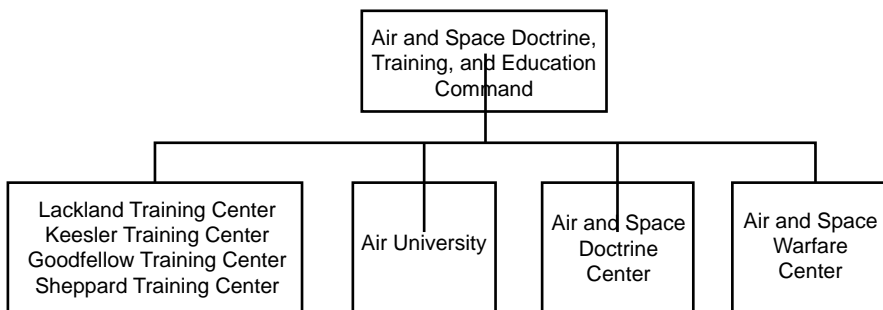 Air and Space Doctrine,
Training, and Education
Command
Lackland Training Center
Keesler Training Center
Goodfellow Training Center
Sheppard Training Center
Air University
Air and Space
Doctrine
Center
Air and Space
Warfare
Center